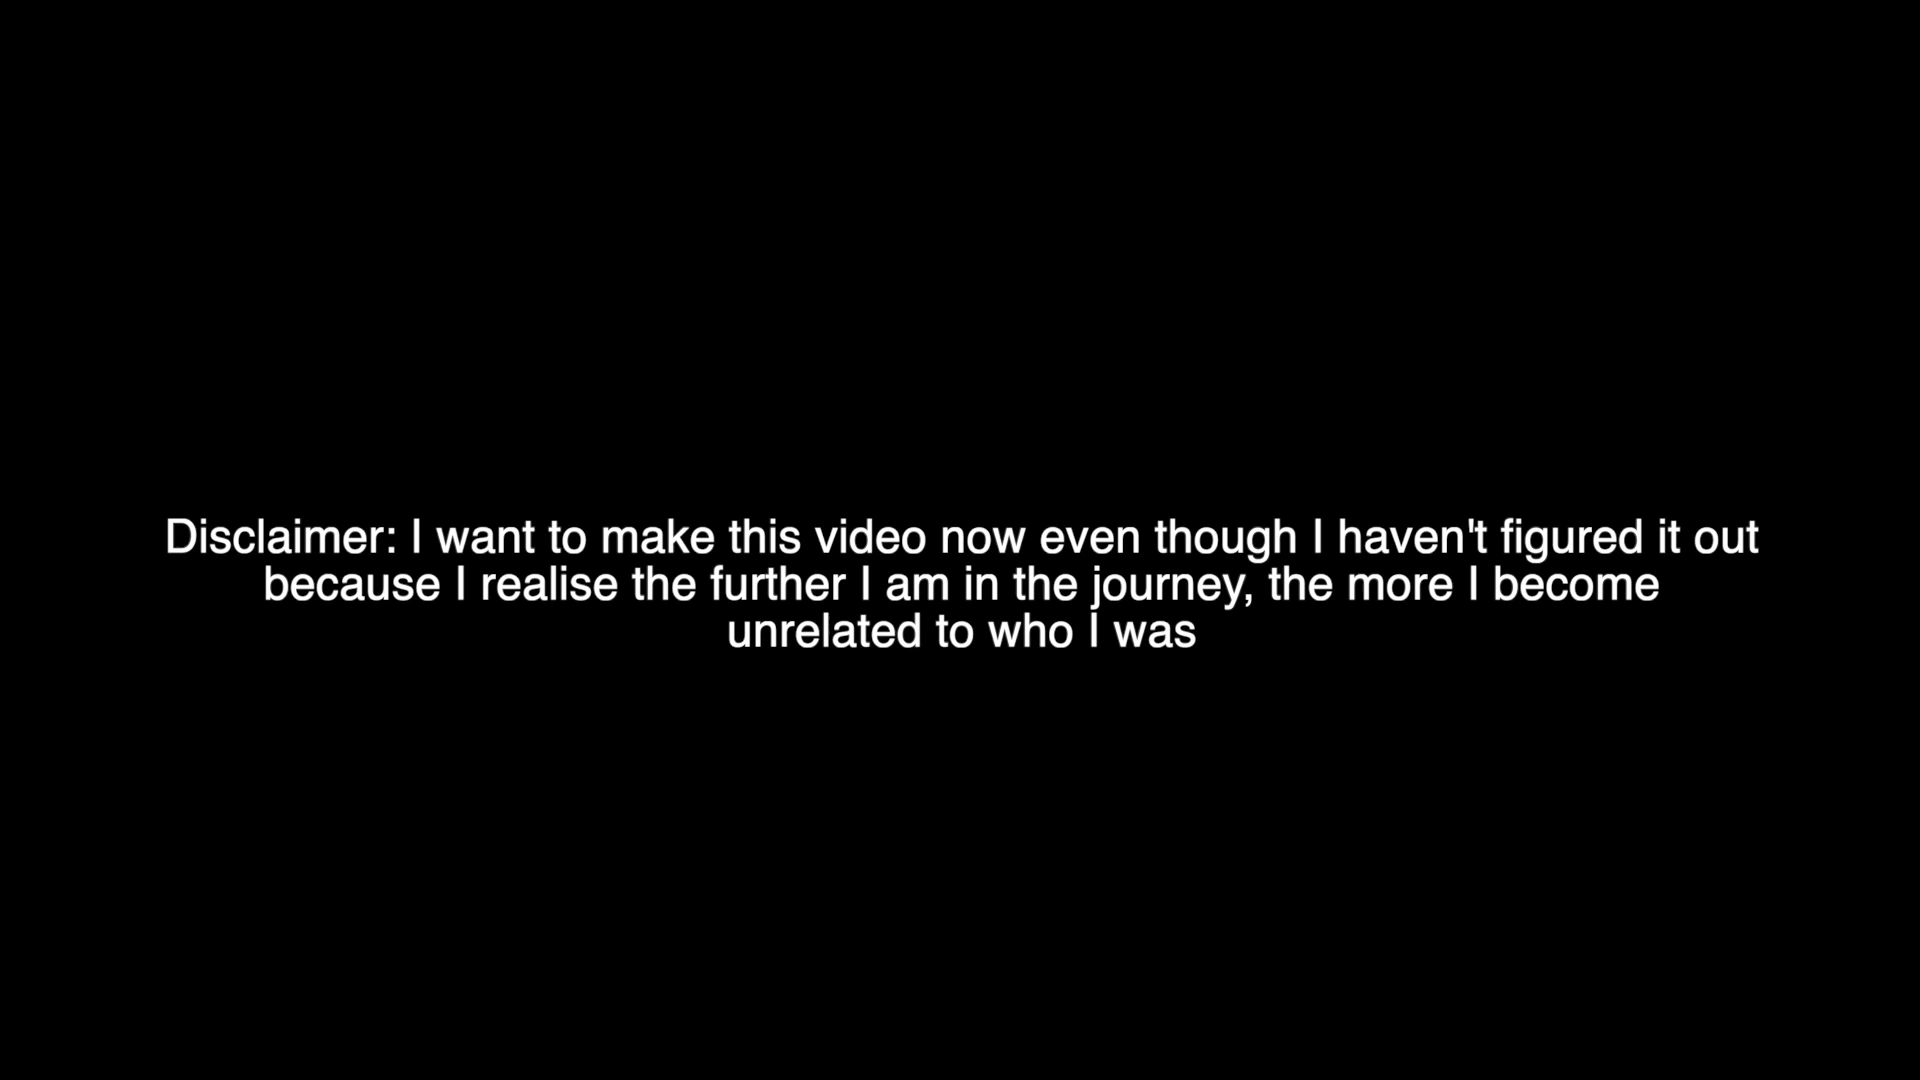 Disclaimer: I want to make this video now even though I haven't figured it out
because I realise the further I am in the journey, the more I become
unrelated to who I was